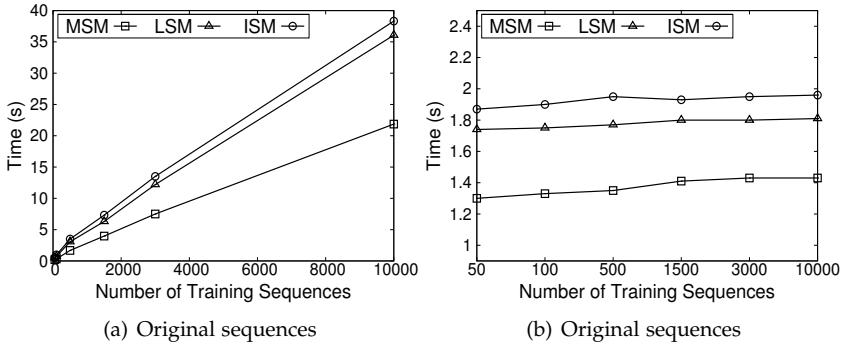 MSM LSM ISM
Time (s)
40
35
30
25
20
15
10
5
0
0 2000 4000 6000 8000 10000
Number of Training Sequences
(a) Original sequences
MSM LSM ISM
Time (s)
2.4
2.2
2
1.8
1.6
1.4
1.2
1
50 100 500 1500 3000 10000
Number of Training Sequences
(b) Original sequences